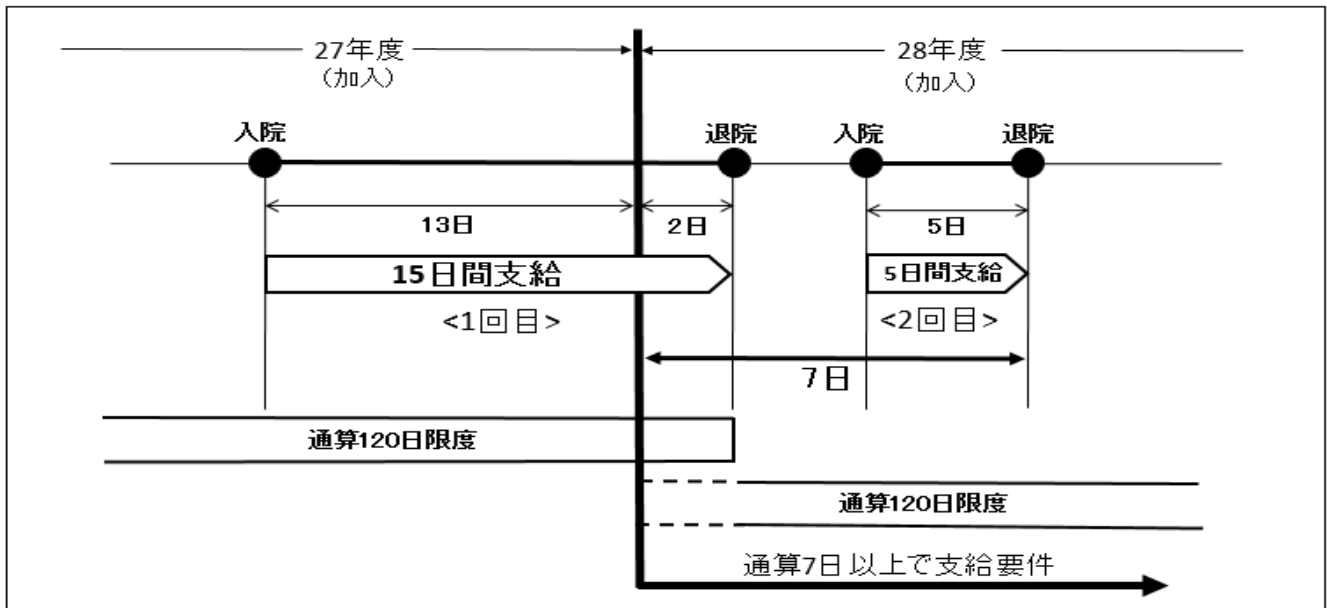 27年度
(加入)
28年度
(加入)
入院
退院
入院
退院
13日
2日
5日
15日間支給
5日間支給
<1回目>
<2回目>
7日
通算120日限度
通算120日限度
通算7日以上で支給要件